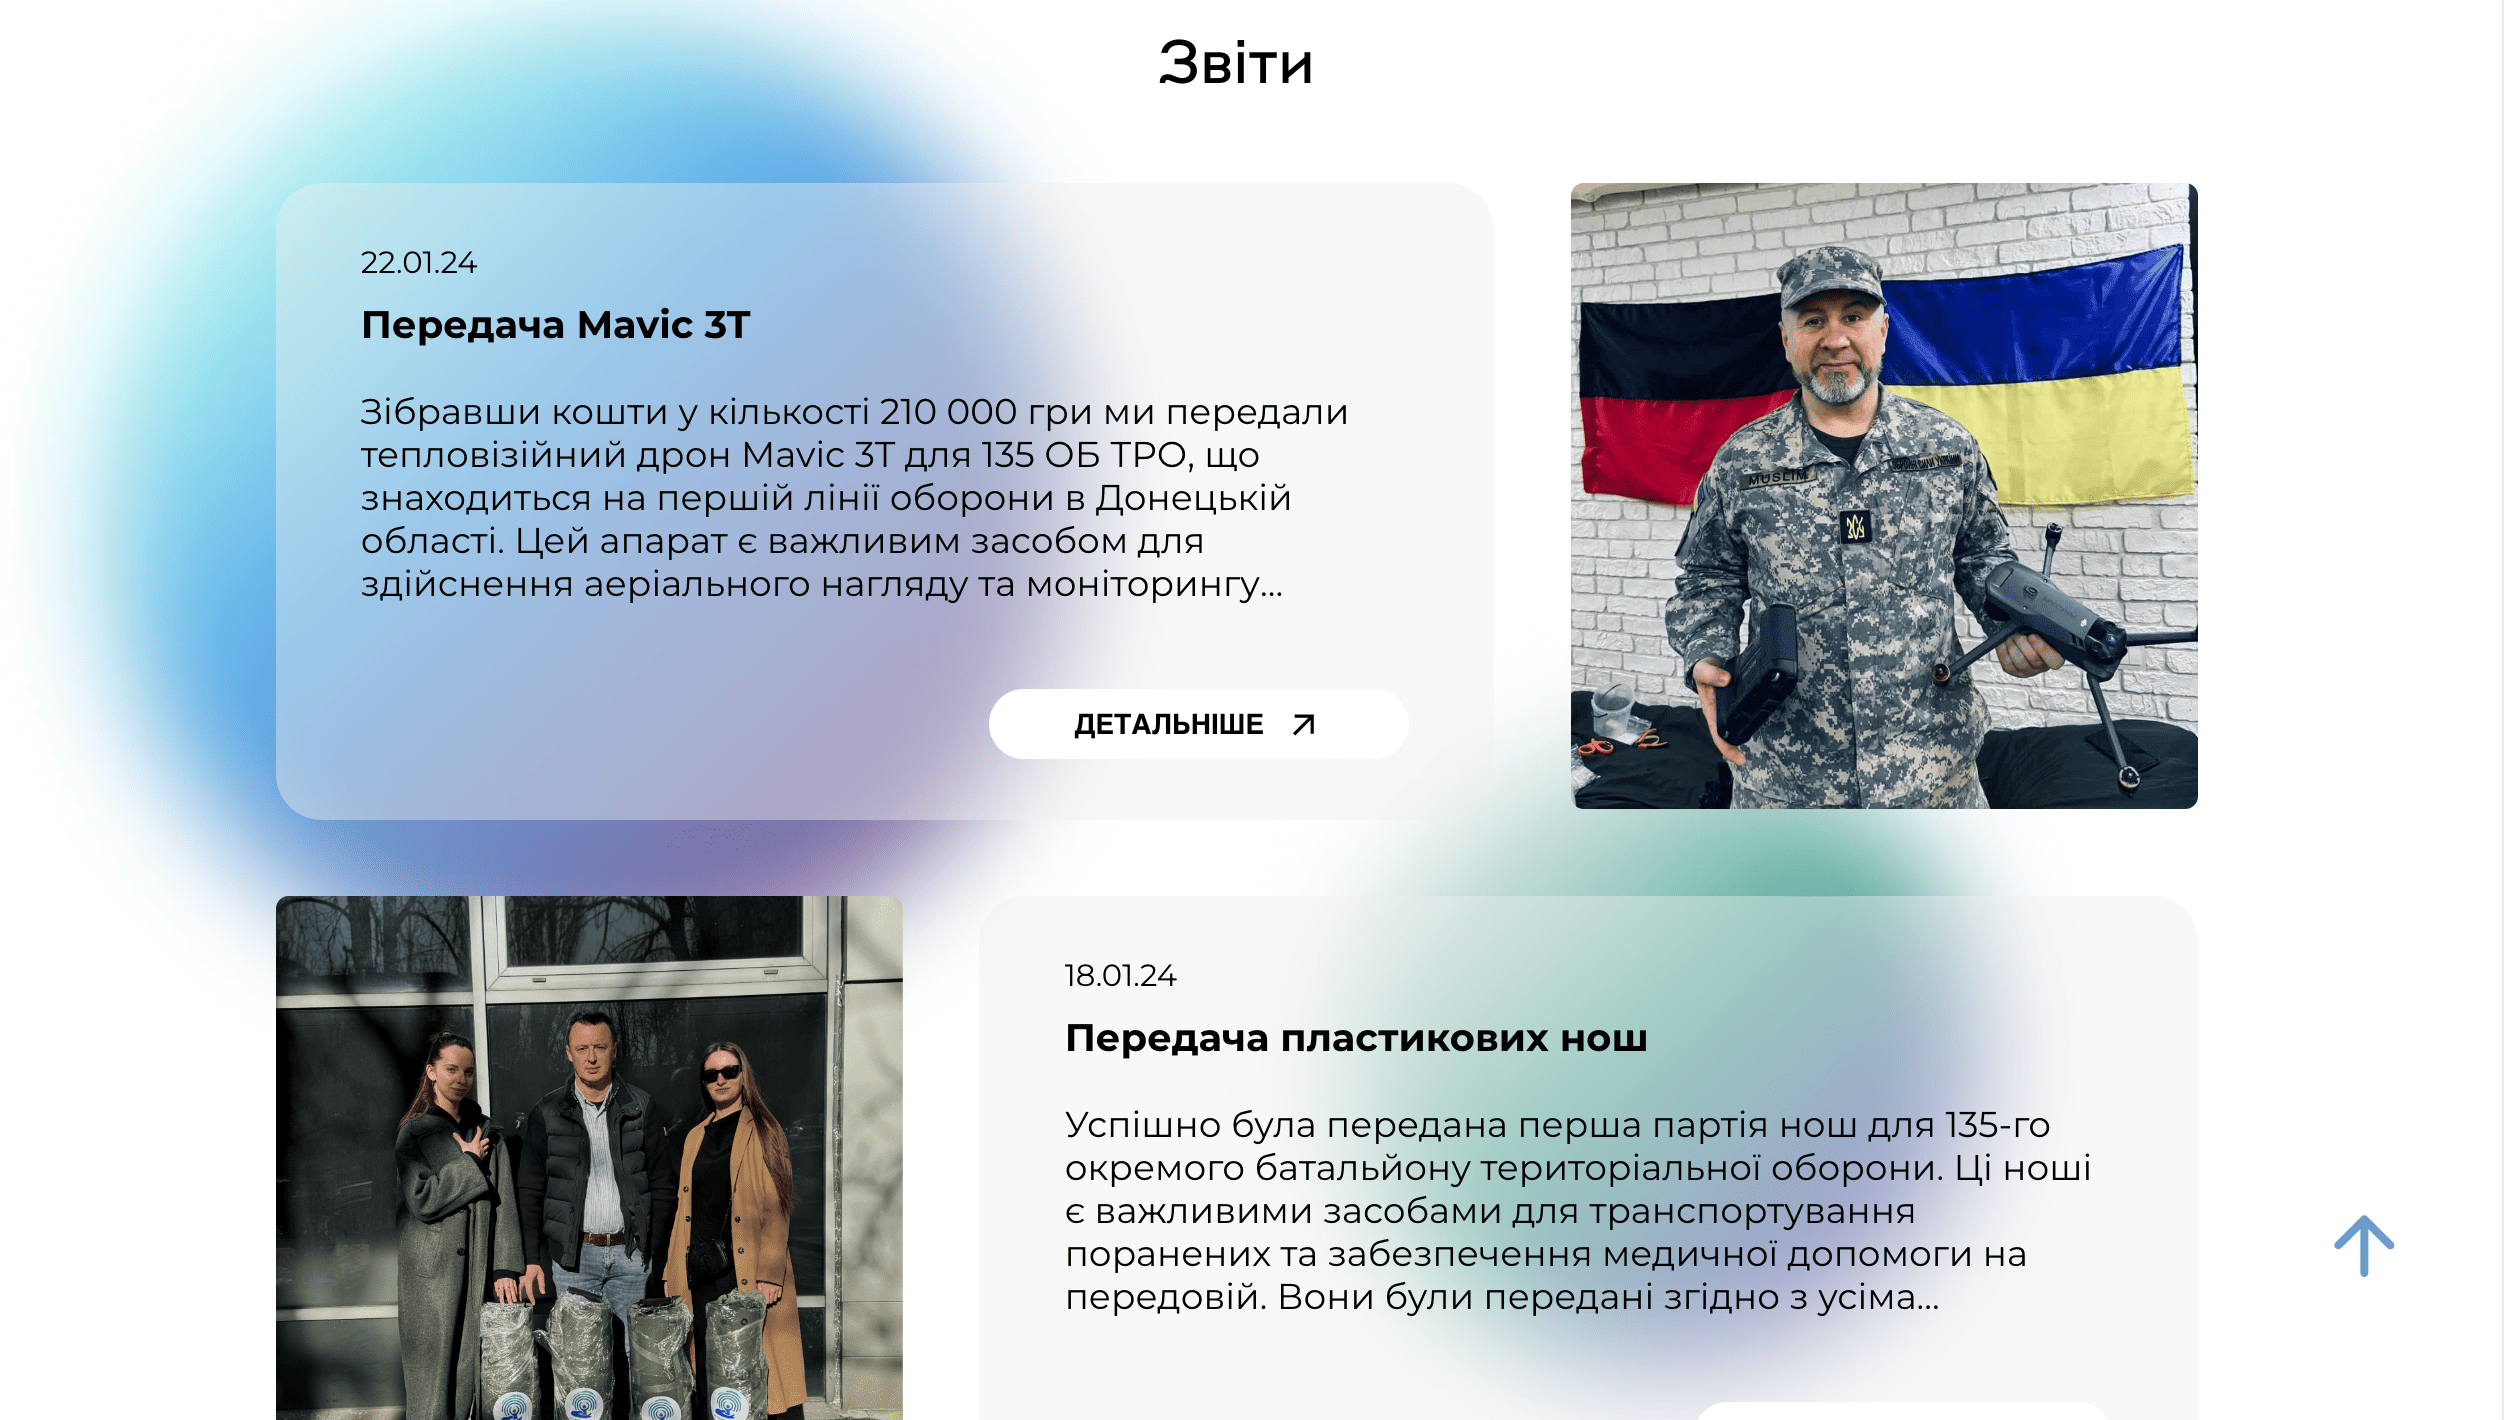 Звіти
22.01.24
Передача Mavic 3T
Зібравши кошти у кількості 210 000 гри ми передали
тепловізійний дрон Mavic 3T для 135 ОБ ТРО, що
знаходиться на першій лінії оборони в Донецькій
області. Цей апарат є важливим засобом для
здійснення аеріального нагляду та моніторингу...
ДЕТАЛЬНІШЕ
MUSLIM
ЗБРОЙНІ СИЛИ УКРАЇНИ
18.01.24
Передача пластикових нош
Успішно була передана перша партія нош для 135-го
окремого батальйону територіальної оборони. Ці ноші
є важливими засобами для транспортування
поранених та забезпечення медичної допомоги на
передовій. Вони були передані згідно з усіма...